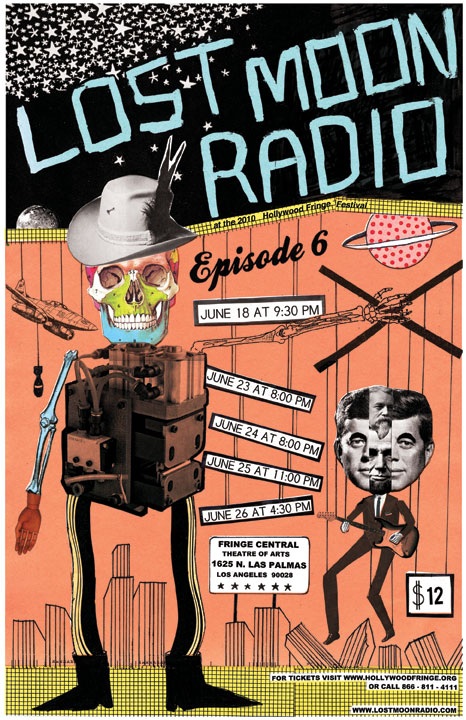 LOST MOON
RADIO
at the 2010 Hollywood Fringe Festival
Episode 6
JUNE 18 AT 9:30 PM
JUNE 23 AT 8:00 PM
JUNE 24 AT 8:00 PM
JUNE 25 AT 11:00 PM
JUNE 26 AT 4:30 PM
FRINGE CENTRAL
THEATRE OF ARTS
1625 N. LAS PALMAS
LOS ANGELES 90028
$12
FOR TICKETS VISIT WWW.HOLLYWOODFRINGE.ORG
OR CALL 866 - 811 - 4111
WWW.LOSTMOONRADIO.COM